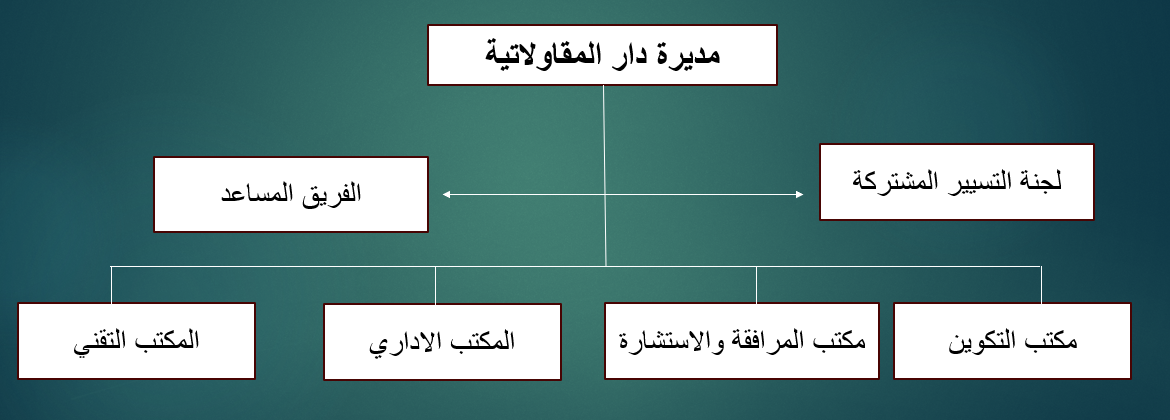 مديرة دار المقاولاتية
لجنة التسيير المشتركة
الفريق المساعد
مكتب التكوين
مكتب المرافقة والاستشارة
المكتب الاداري
المكتب التقني